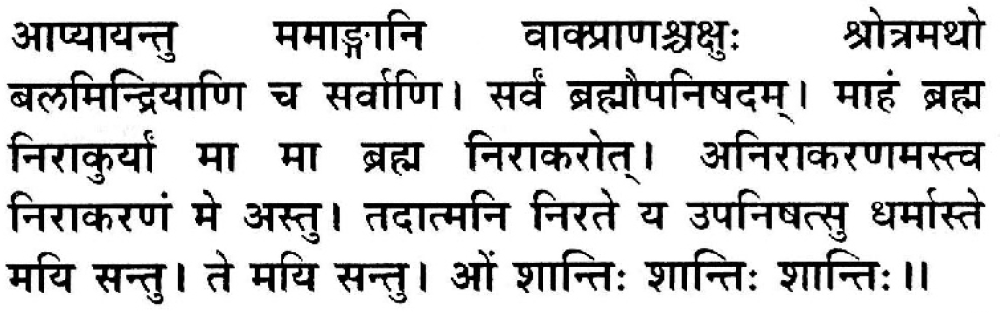 आप्यायन्तु ममाङ्गानि वाक्प्राणश्चक्षुः श्रोत्रमथो
बलमिन्द्रियाणि च सर्वाणि। सर्वं ब्रह्मौपनिषदम्। माहं ब्रह्म
निराकुर्यां मा मा ब्रह्म निराकरोत्। अनिराकरणमस्त्व
निराकरणं मे अस्तु। तदात्मनि निरते य उपनिषत्सु धर्मास्ते
मयि सन्तु। ते मयि सन्तु। ओं शान्तिः शान्तिः शान्तिः॥